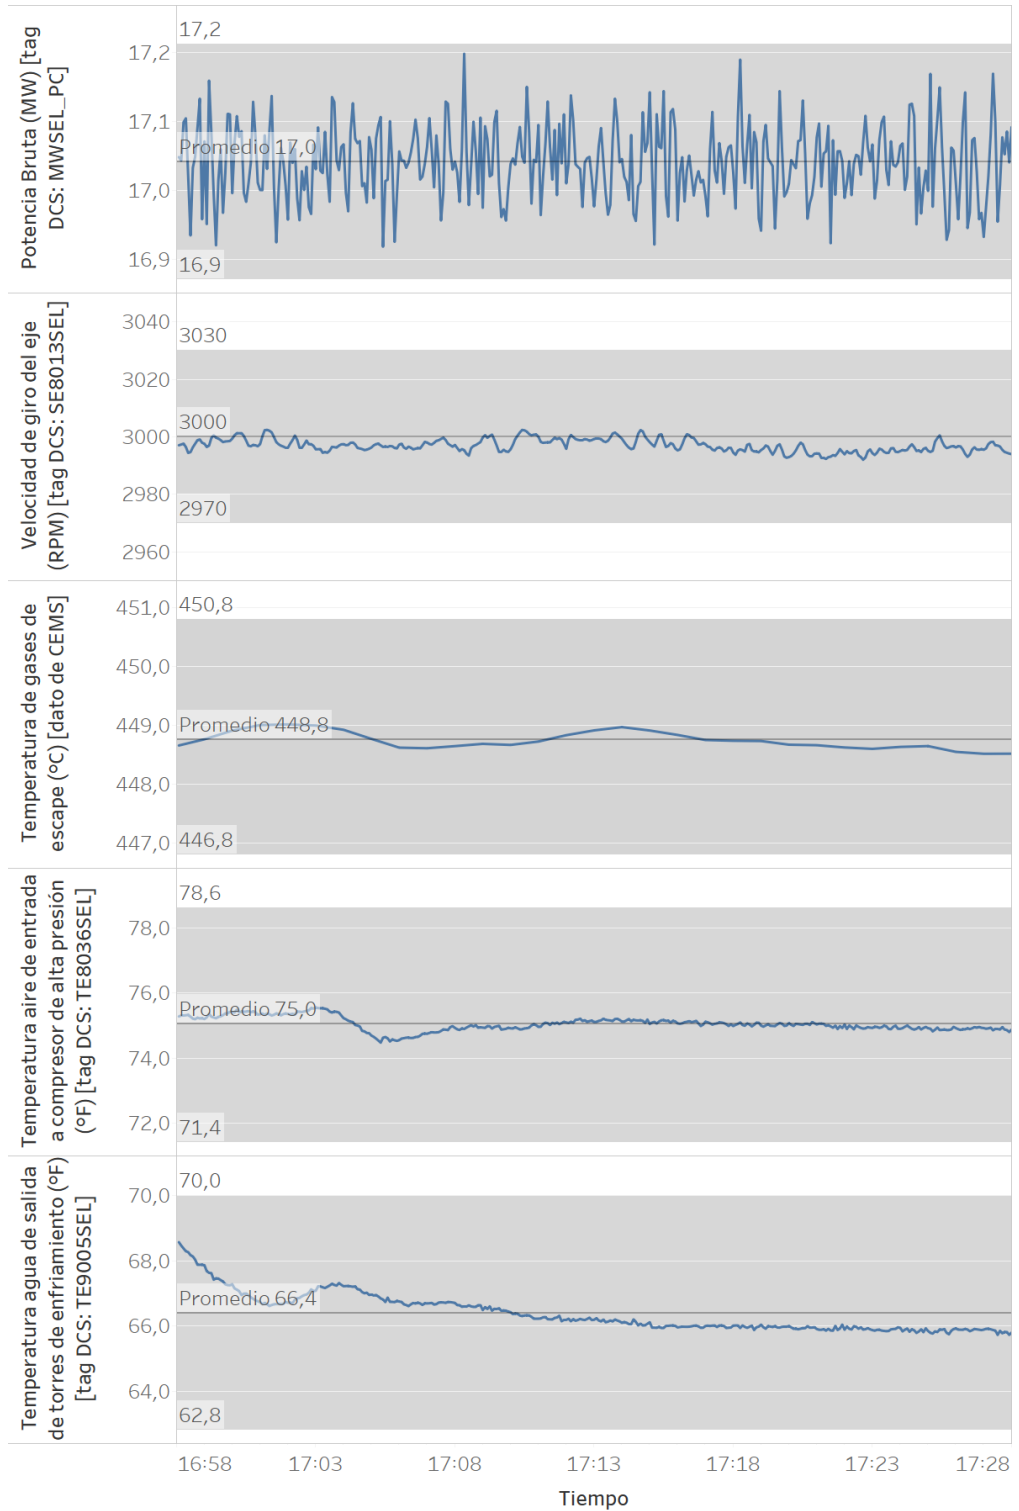 Potencia Bruta (MW) [tag
DCS: MWSEL_PC]
17,2
17,2
17,1
Promedio 17,0
17,0
16,9
16,9
Velocidad de giro del eje
(RPM) [tag DCS: SE8013SEL]
3040
3030
3020
3000
3000
2980
2970
2960
Temperatura de gases de
escape (°C) [dato de CEMS]
451,0
450,8
450,0
449,0
Promedio 448,8
448,0
447,0
446,8
Temperatura aire de entrada
a compresor de alta presión
(°F) [tag DCS: TE8036SEL]
78,6
78,0
76,0
Promedio 75,0
74,0
72,0
71,4
Temperatura agua de salida
de torres de enfriamiento (°F)
[tag DCS: TE9005SEL]
70,0
70,0
68,0
Promedio 66,4
66,0
64,0
62,8
16:58 17:03 17:08 17:13 17:18 17:23 17:28
Tiempo